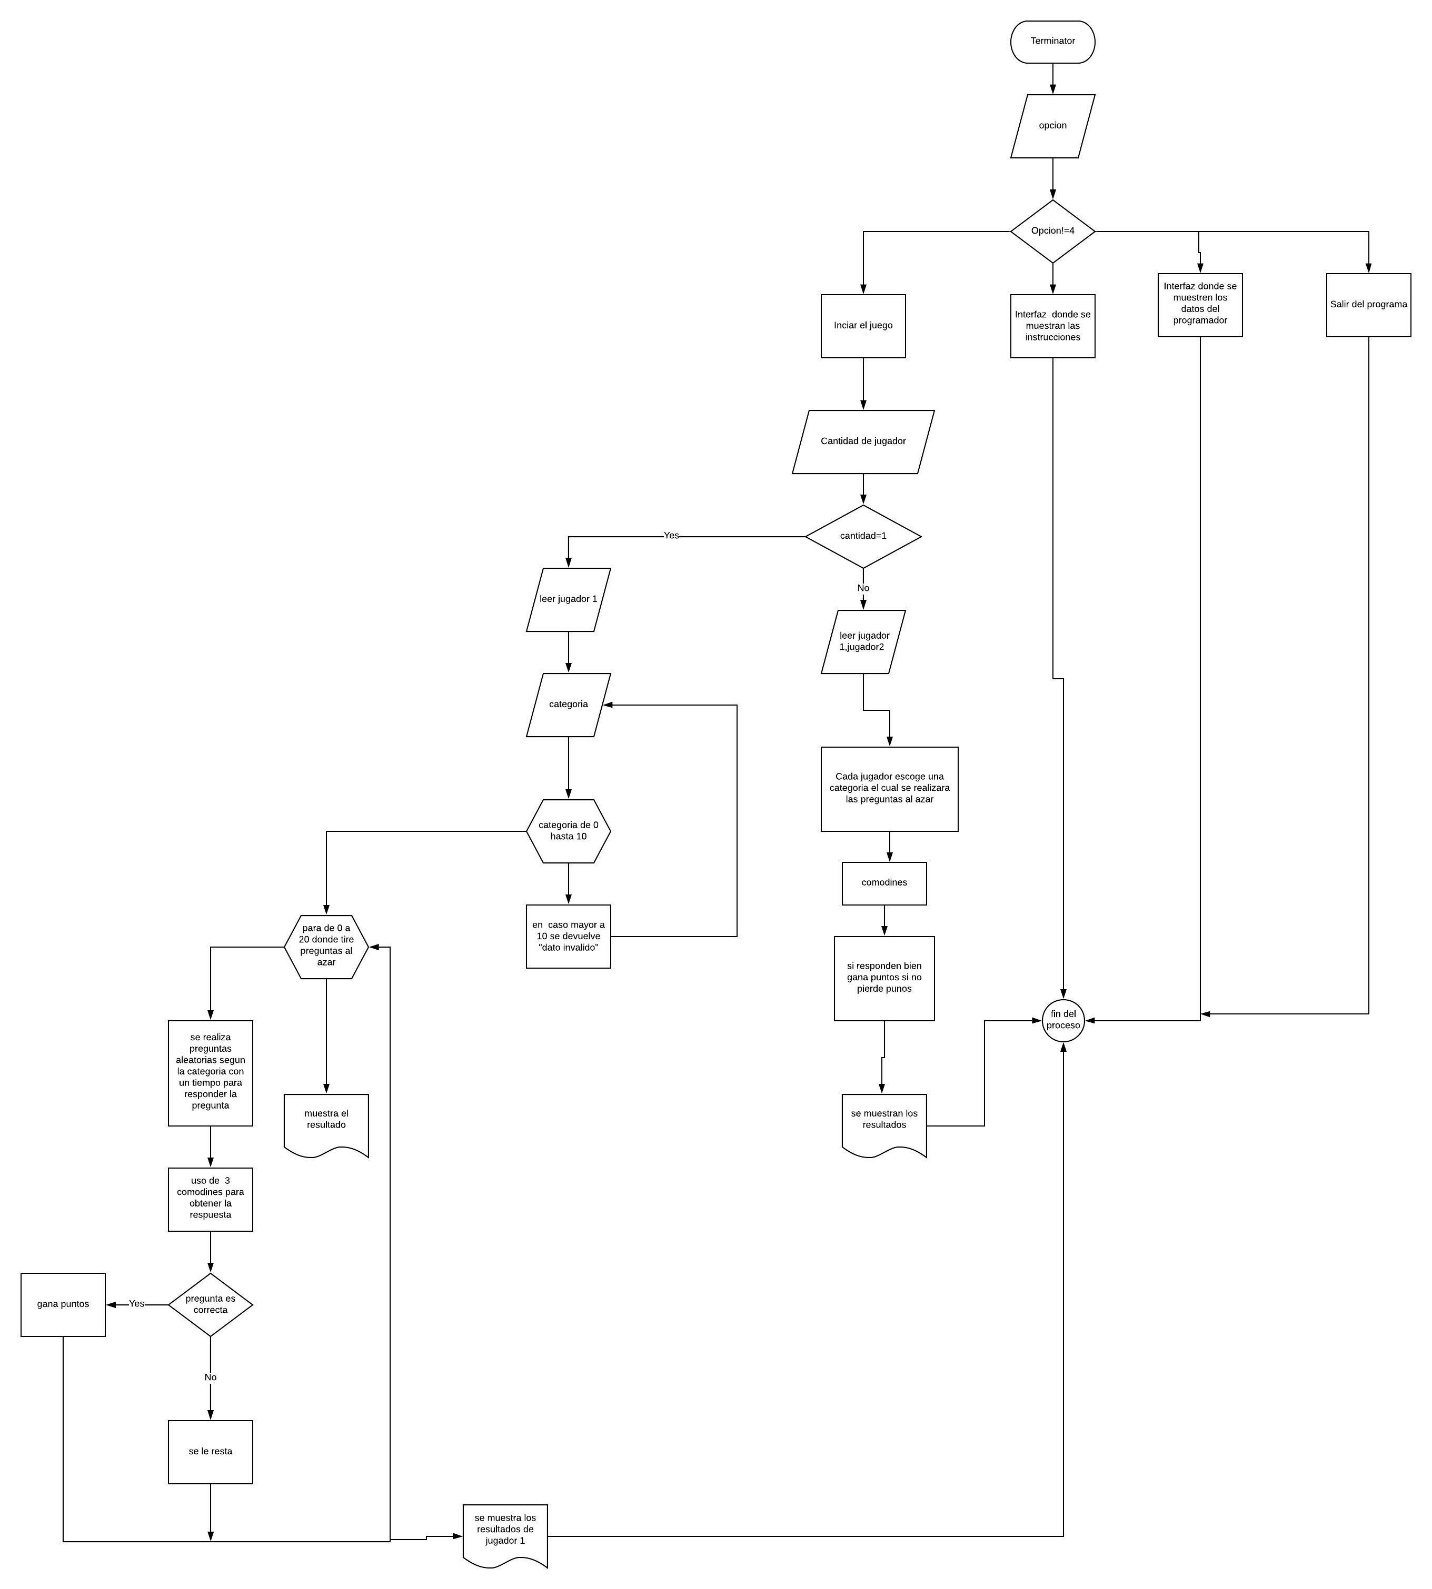 Terminator
opcion
Opcion!=4
Inciar el juego
Interfaz donde se
muestran las
instrucciones
Interfaz donde se
muestren los
datos del
programador
Salir del programa
Cantidad de jugador
cantidad=1
Yes
No
leer jugador 1
leer jugador
1,jugador2
categoria
Cada jugador escoge una
categoria el cual se realizara
las preguntas al azar
categoria de 0
hasta 10
comodines
en caso mayor a
10 se devuelve
"dato invalido"
para de 0 a
20 donde tire
preguntas al
azar
si responden bien
gana puntos si no
pierde punos
fin del
proceso
se realiza
preguntas
aleatorias segun
la categoria con
un tiempo para
responder la
pregunta
muestra el
resultado
se muestran los
resultados
uso de 3
comodines para
obtener la
respuesta
gana puntos
Yes
pregunta es
correcta
No
se le resta
se muestra los
resultados de
jugador 1